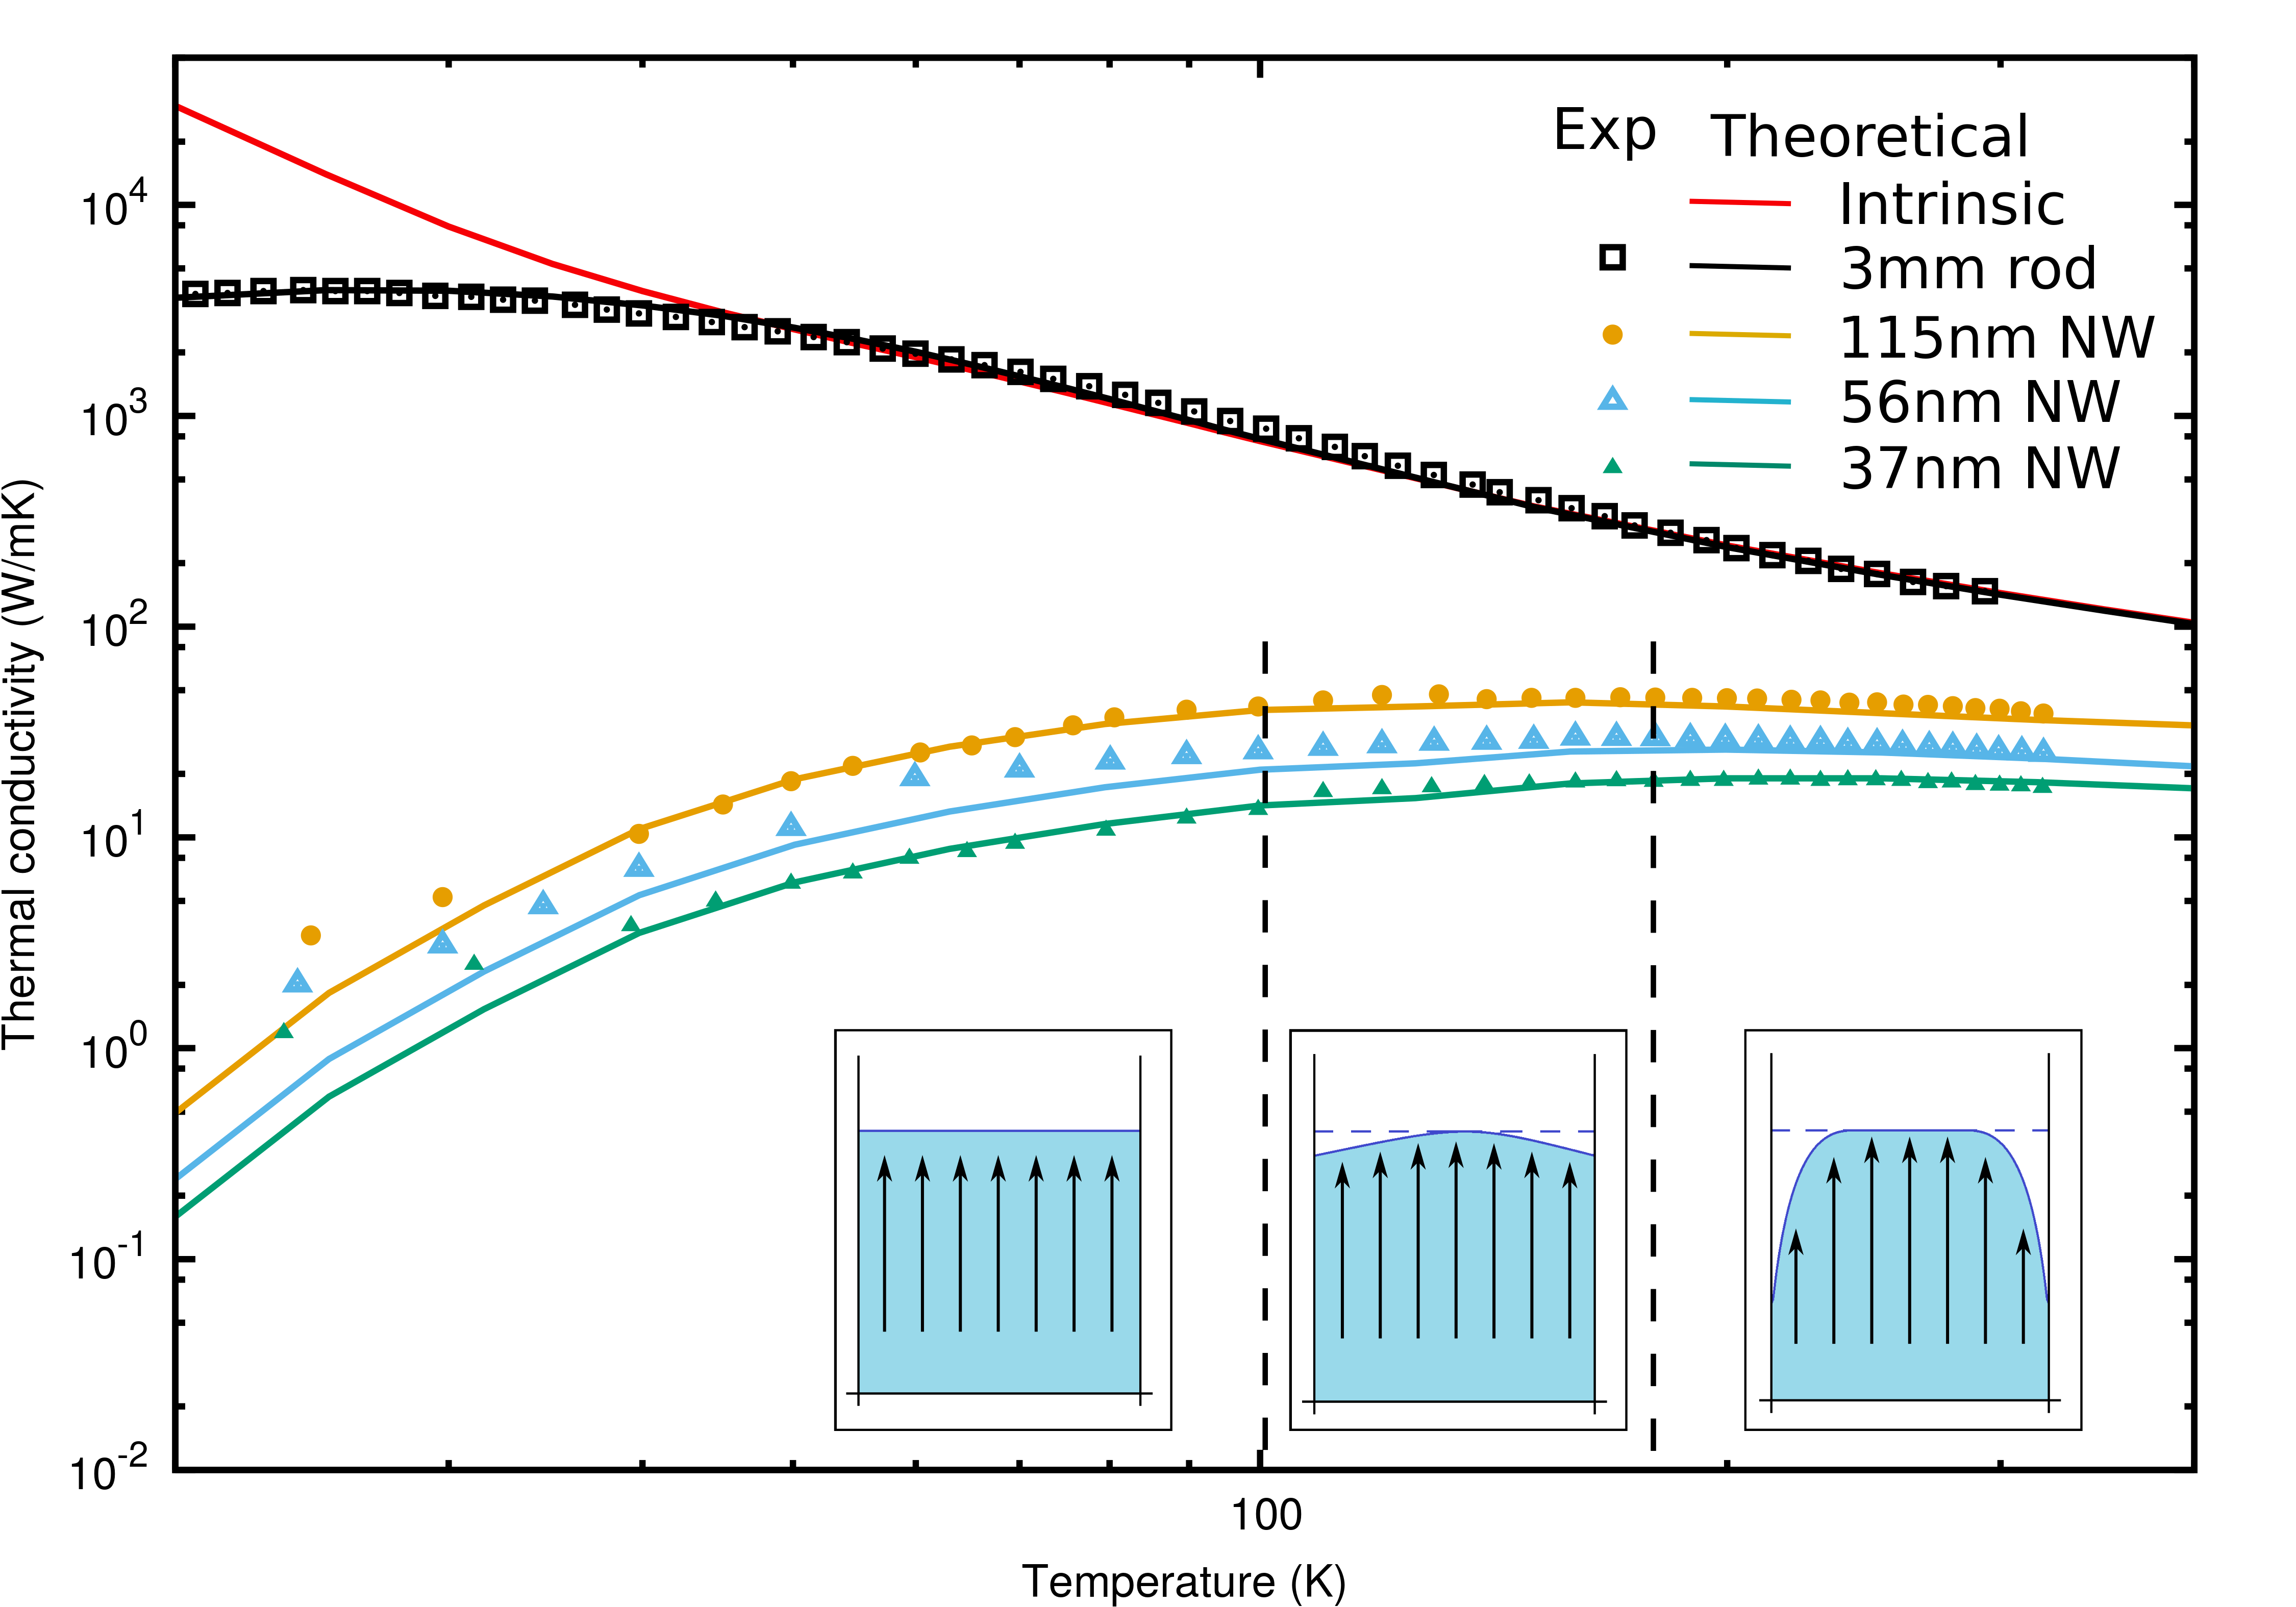 Exp Theoretical
Intrinsic
3mm rod
115nm NW
56nm NW
37nm NW
Thermal conductivity (W/mK)
10^4
10^3
10^2
10^1
10^0
10^-1
10^-2
100
Temperature (K)